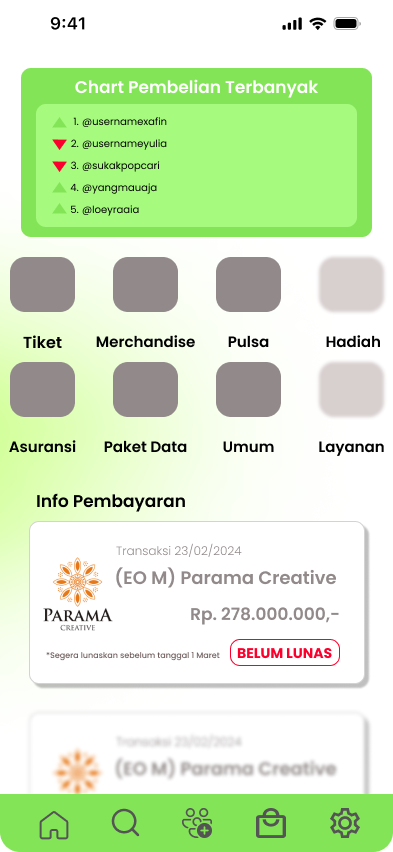 9:41
Chart Pembelian Terbanyak
1. @usernamexafin
2. @usernameyulia
3. @sukakpopcari
4. @yangmauaja
5. @loeyraaia
Tiket Merchandise Pulsa Hadiah
Asuransi Paket Data Umum Layanan
Info Pembayaran
Transaksi 23/02/2024
(EO M) Parama Creative
PARAMA
CREATIVE
Rp. 278.000.000,-
*Segera lunaskan sebelum tanggal 1 Maret
BELUM LUNAS
Transaksi 23/02/2024
(EO M) Parama Creative